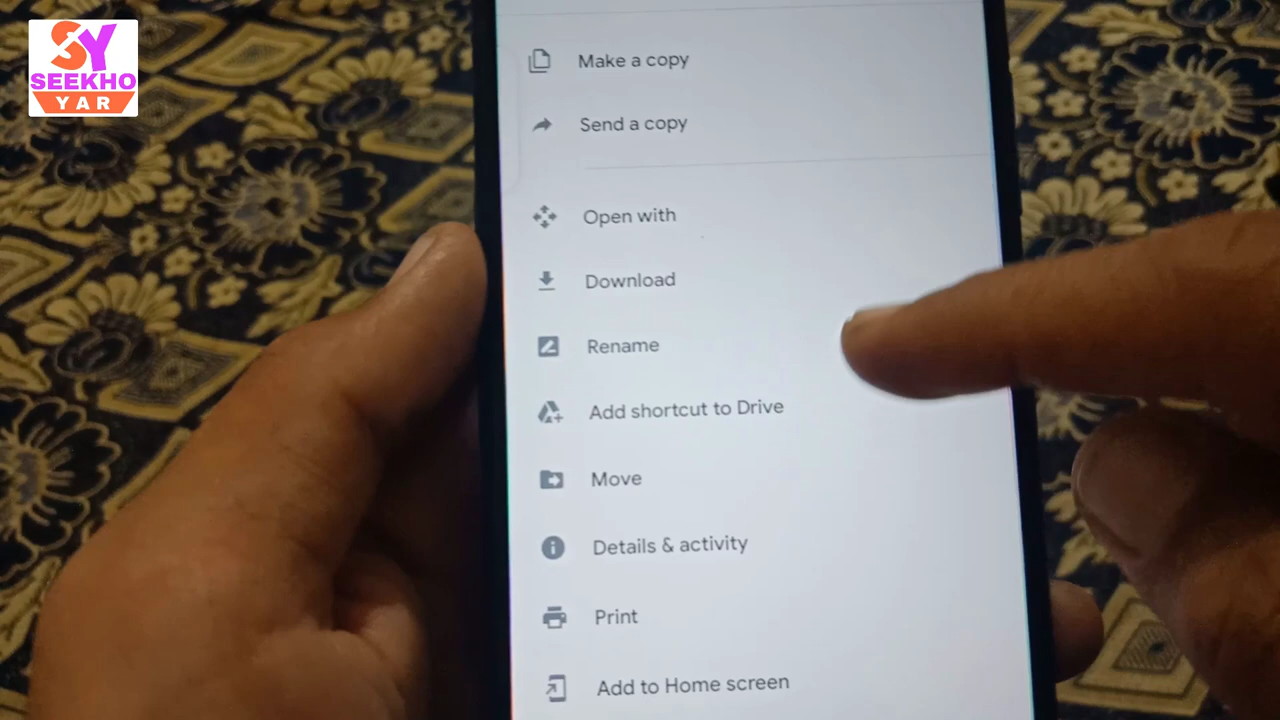 SY
SEEKHO
YAR
Make a copy
Send a copy
Open with
Download
Rename
Add shortcut to Drive
Move
Details & activity
Print
Add to Home screen